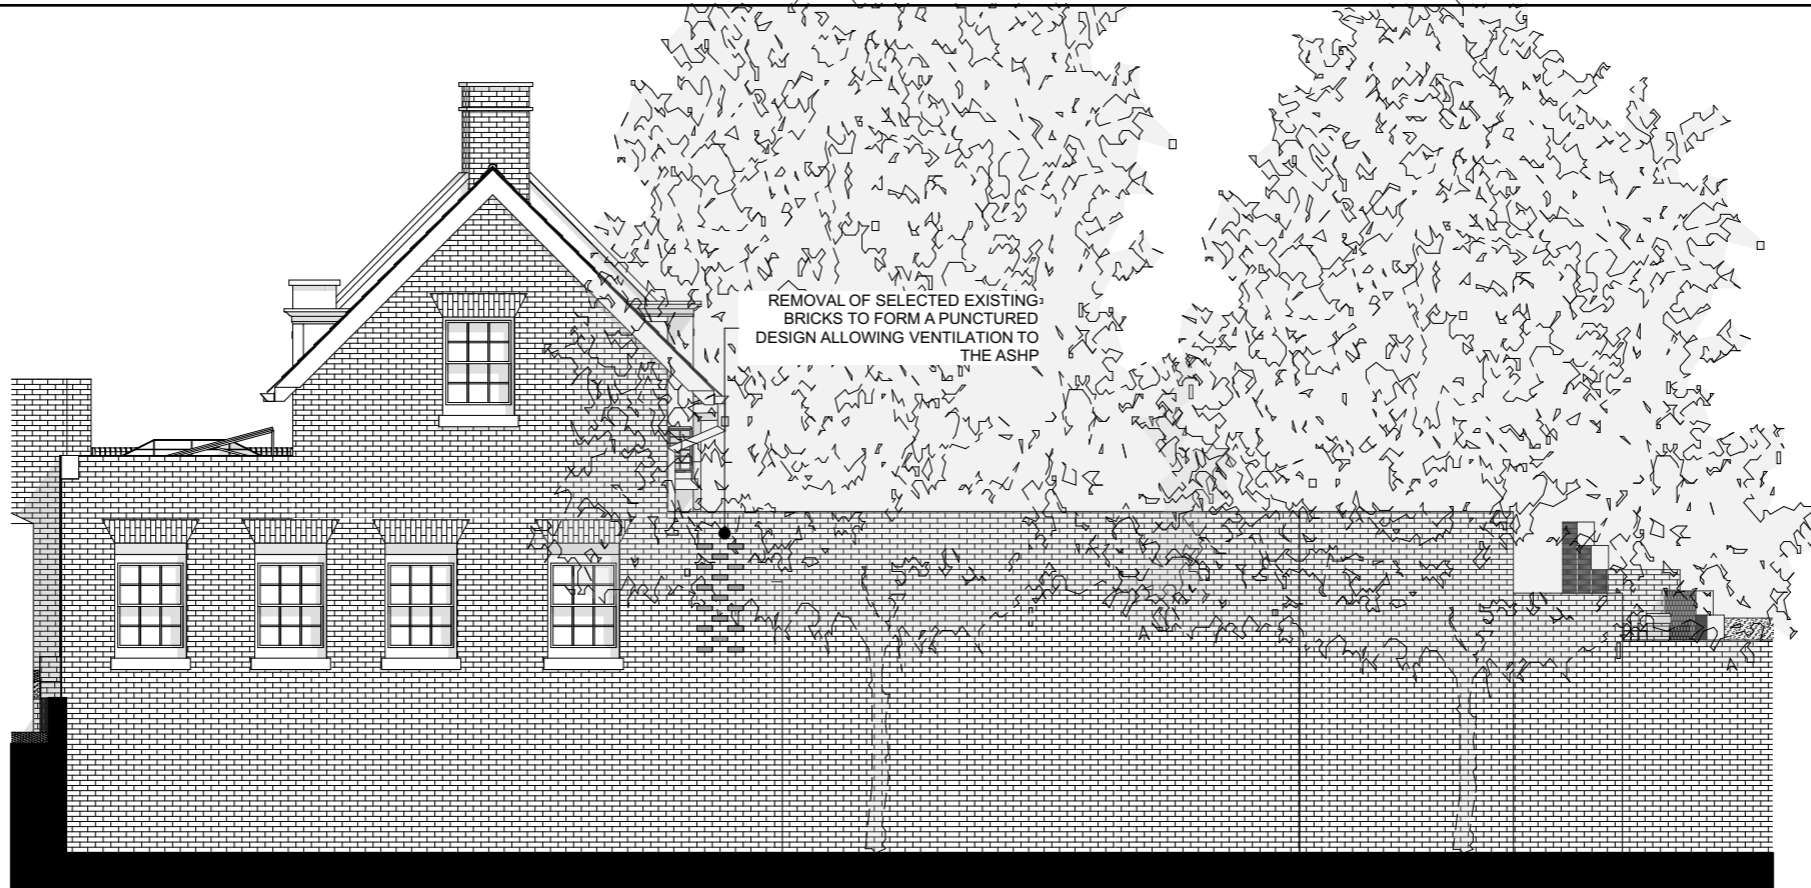 REMOVAL OF SELECTED EXISTING
BRICKS TO FORM A PUNCTURED
DESIGN ALLOWING VENTILATION TO
THE ASHP